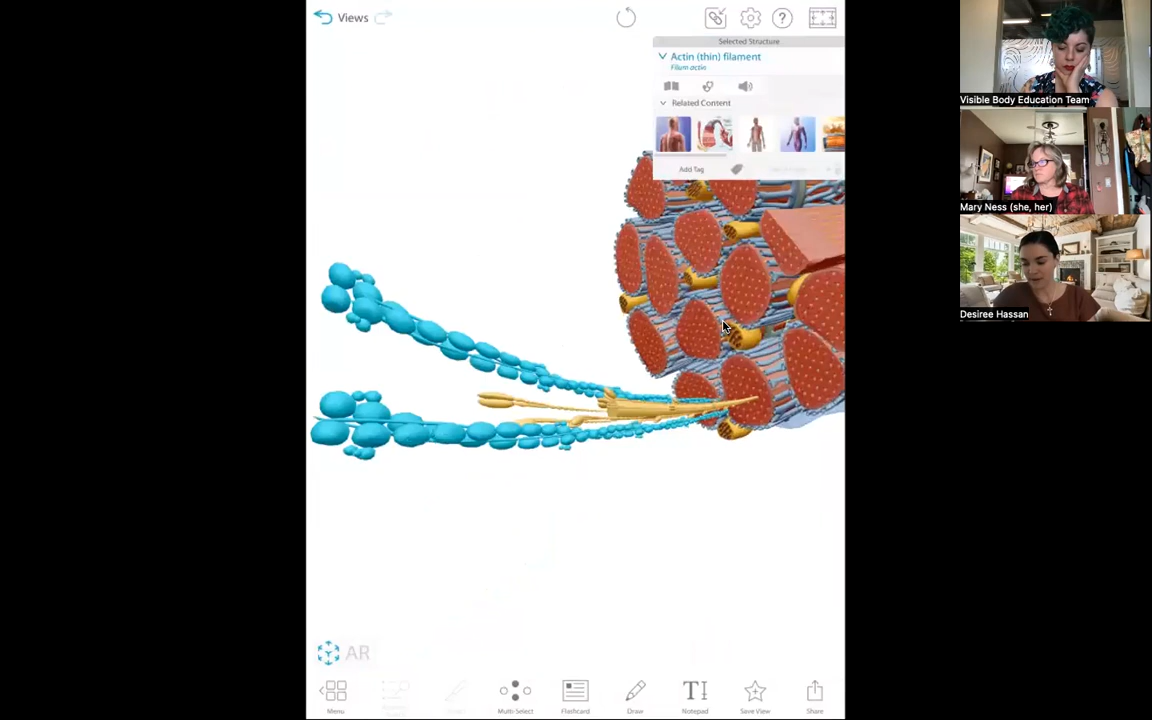 Views
Selected Structure
Actin (thin) filament
Filum actin
Related Content
Add Tag
AR
Menu
Multi-Select
Flashcard
Draw
Notepad
Save View
Share
Visible Body Education Team
Mary Ness (she, her)
Desiree Hassan